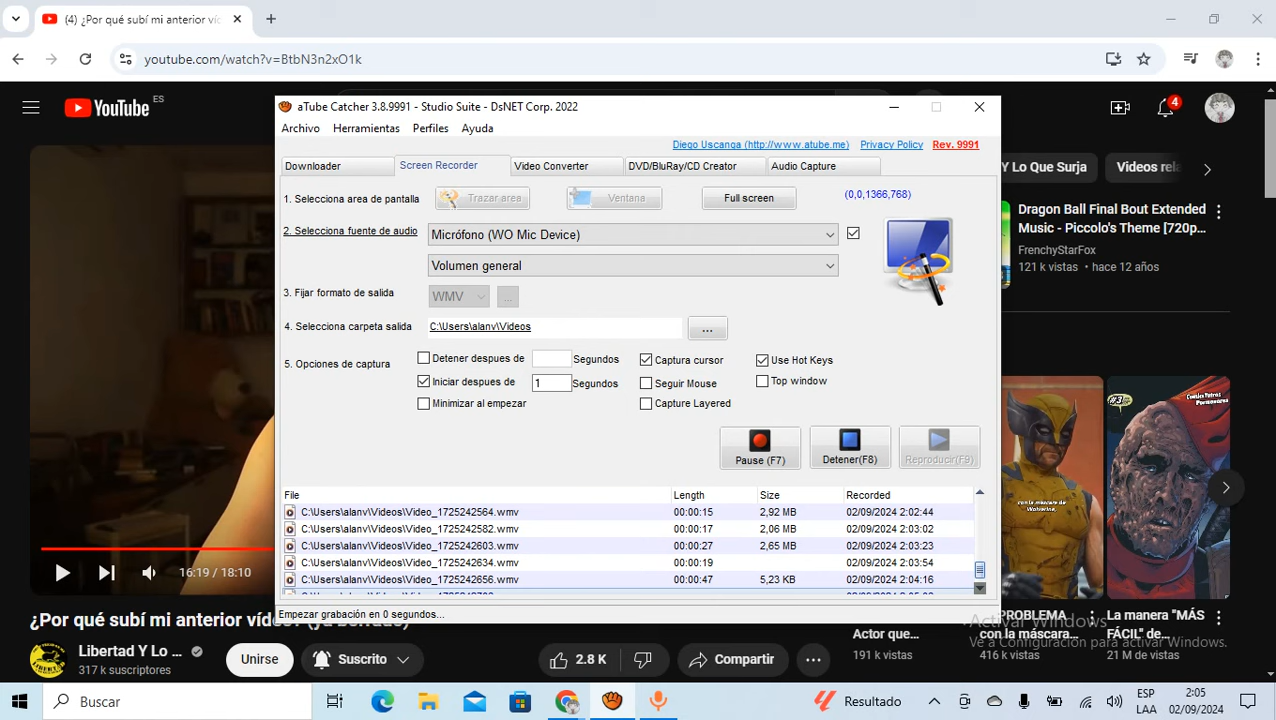 (4) ¿Por qué subí mi anterior ví
youtube.com/watch?v=BtbN3n2xO1k
YouTube ES
4
aTube Catcher 3.8.9991 - Studio Suite - DsNET Corp. 2022
Archivo Herramientas Perfiles Ayuda
Diego Uscanga (http://www.atube.me) Privacy Policy Rev. 9991
Downloader Screen Recorder Video Converter DVD/BluRay/CD Creator Audio Capture
1. Selecciona area de pantalla Trazar area Ventana Full screen (0,0,1366,768)
2. Selecciona fuente de audio Micrófono (WO Mic Device)
Volumen general
3. Fijar formato de salida WMV ...
4. Selecciona carpeta salida C:\Users\alanv\Videos ...
5. Opciones de captura
Detener despues de Segundos Captura cursor Use Hot Keys
Iniciar despues de 1 Segundos Seguir Mouse Top window
Minimizar al empezar Capture Layered
Pause (F7) Detener(F8) Reproducir(F9)
File Length Size Recorded
C:\Users\alanv\Videos\Video_1725242564.wmv 00:00:15 2,92 MB 02/09/2024 2:02:44
C:\Users\alanv\Videos\Video_1725242582.wmv 00:00:17 2,06 MB 02/09/2024 2:03:02
C:\Users\alanv\Videos\Video_1725242603.wmv 00:00:27 2,65 MB 02/09/2024 2:03:23
C:\Users\alanv\Videos\Video_1725242634.wmv 00:00:19 02/09/2024 2:03:54
C:\Users\alanv\Videos\Video_1725242656.wmv 00:00:47 5,23 KB 02/09/2024 2:04:16
Empezar grabación en 0 segundos...
Y Lo Que Surja Videos rela
Dragon Ball Final Bout Extended
Music - Piccolo's Theme [720p...
FrenchyStarFox
121 k vistas • hace 12 años
#3
con la máscara de
Wolverine,
16:19 / 18:10
¿Por qué subí mi anterior vídeo? (ya borrado)
Libertad Y Lo ...
317 k suscriptores
Unirse
Suscrito
2.8 K
Compartir
PROBLEMA
con la máscara...
Actor que...
191 k vistas
416 k vistas
La manera "MÁS
FÁCIL" de...
21 M de vistas
Activar Windows
Ve a Configuración para activar Windows.
Buscar
Resultado
ESP
LAA
2:05
02/09/2024